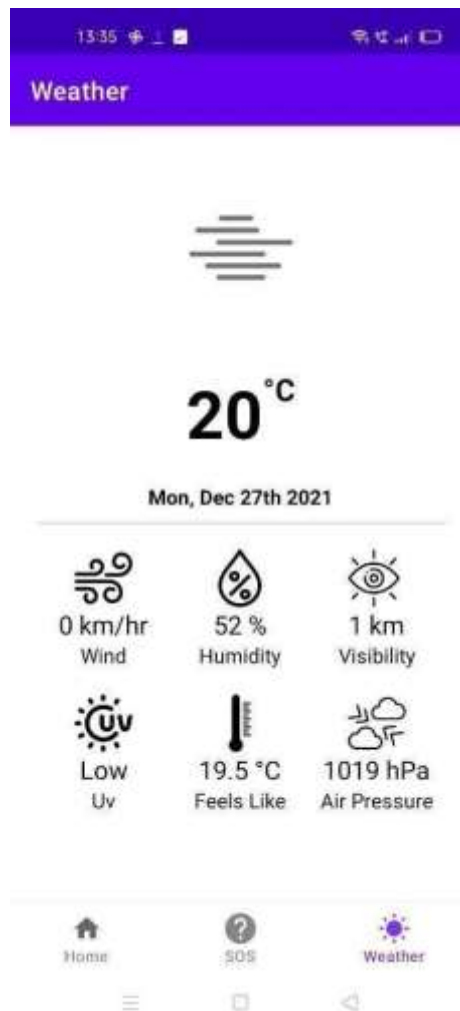 13:35
Weather
20°C
Mon, Dec 27th 2021
0 km/hr 52 % 1 km
Wind Humidity Visibility
UV
Low 19.5 °C 1019 hPa
Uv Feels Like Air Pressure
Home SOS Weather